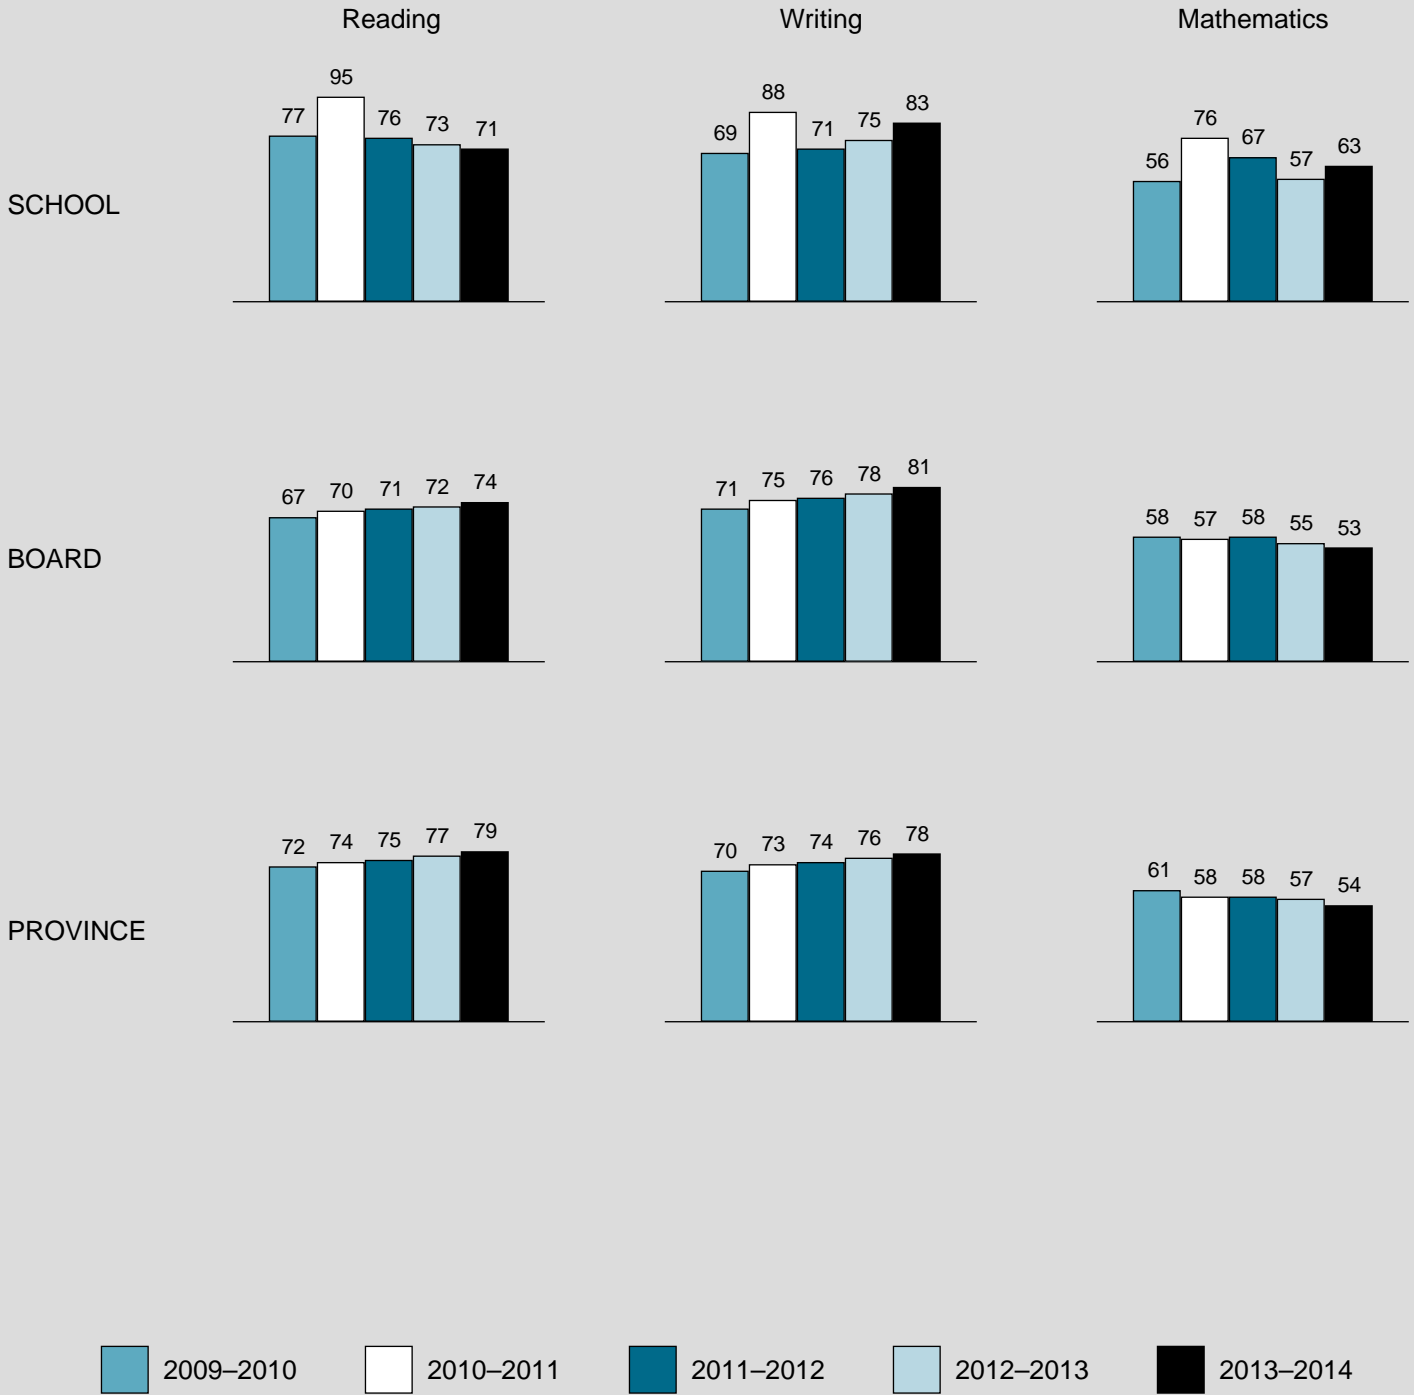 Reading Writing Mathematics
SCHOOL
77 95 76 73 71
69 88 71 75 83
56 76 67 57 63
BOARD
67 70 71 72 74
71 75 76 78 81
58 57 58 55 53
PROVINCE
72 74 75 77 79
70 73 74 76 78
61 58 58 57 54
2009–2010 2010–2011 2011–2012 2012–2013 2013–2014